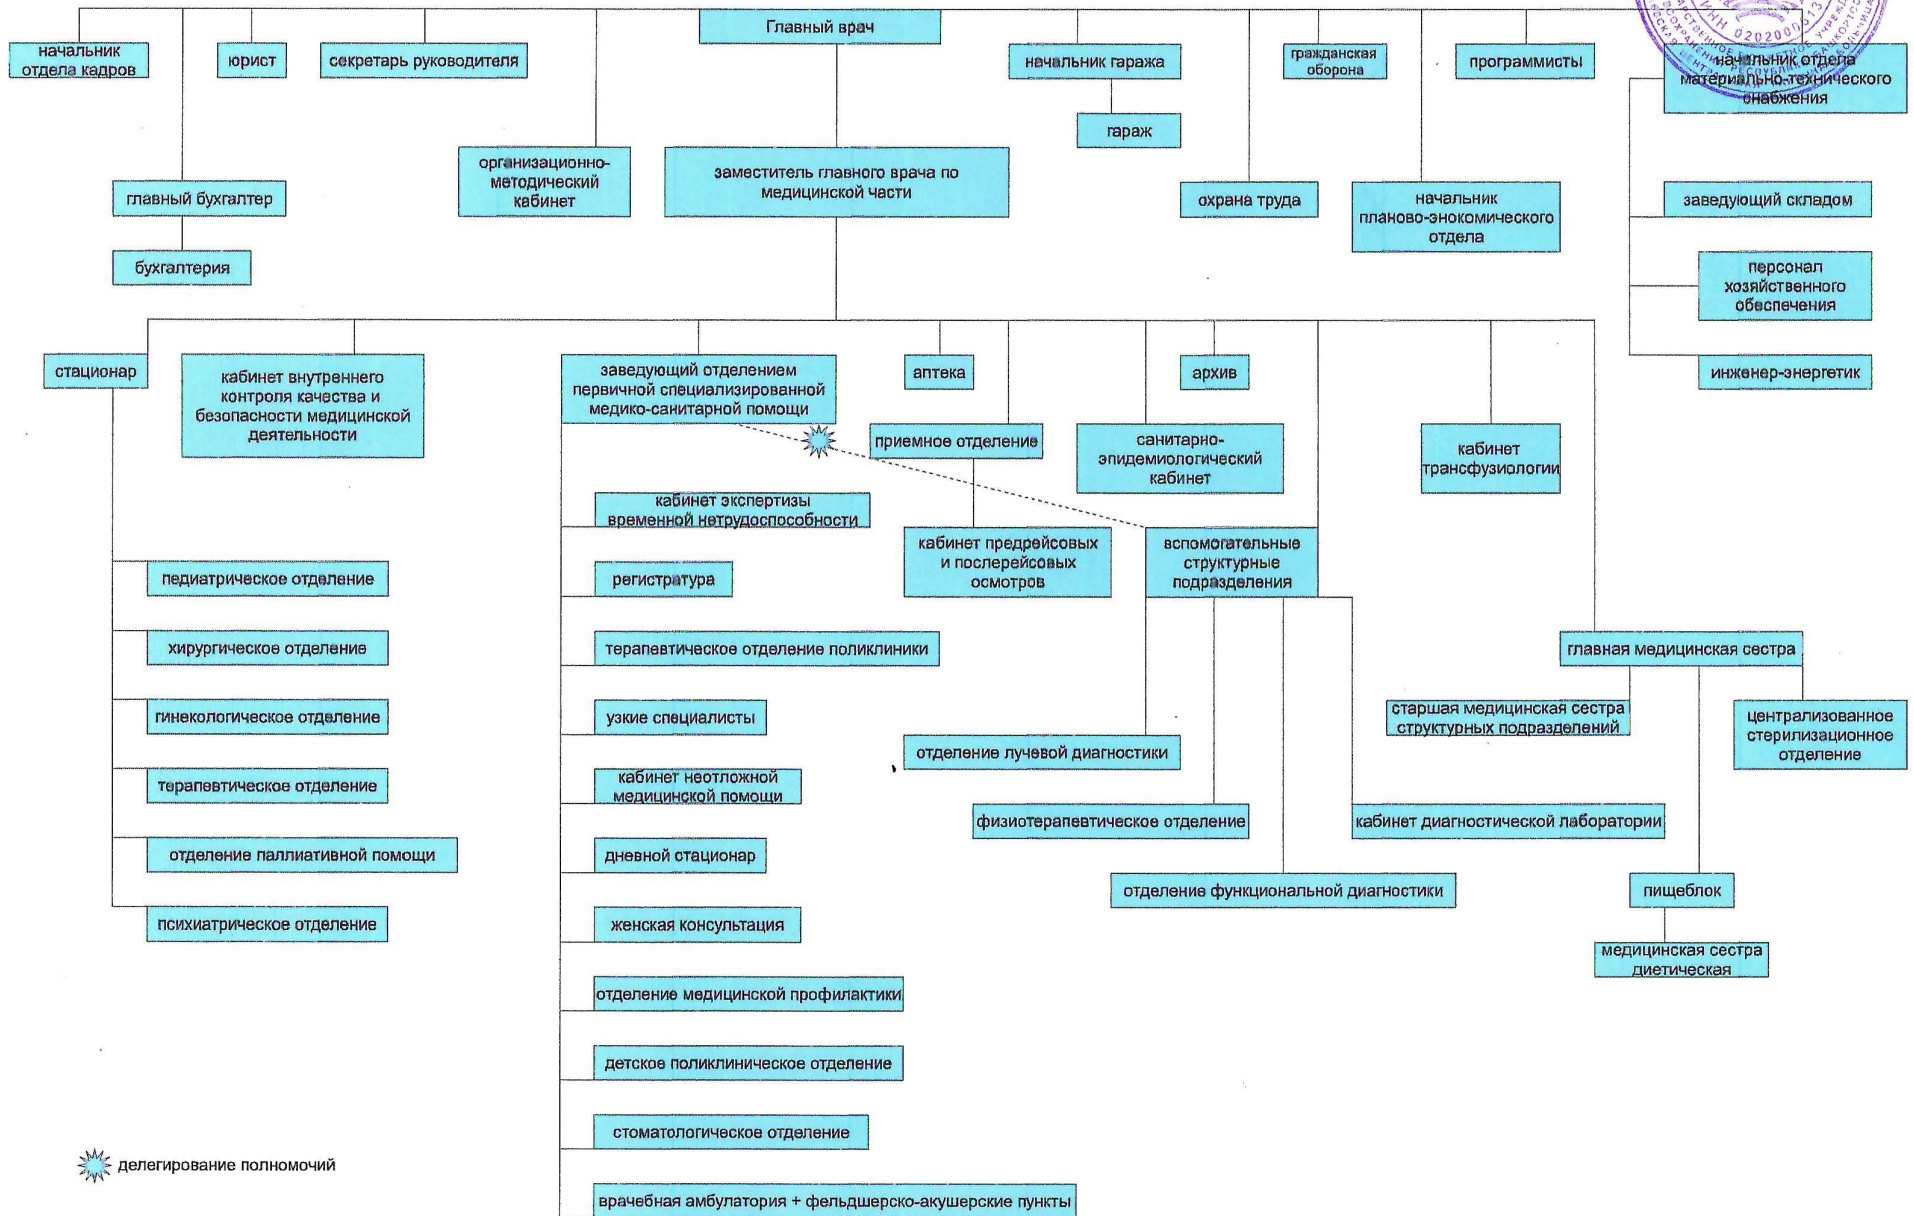 Главный врач
начальник
отдела кадров
юрист
секретарь руководителя
начальник гаража
гражданская
оборона
программисты
начальник отдела
материально-технического
снабжения
гараж
организационно-
методический
кабинет
заместитель главного врача по
медицинской части
главный бухгалтер
охрана труда
начальник
планово-энокомического
отдела
заведующий складом
бухгалтерия
персонал
хозяйственного
обеспечения
инженер-энергетик
стационар
кабинет внутреннего
контроля качества и
безопасности медицинской
деятельности
заведующий отделением
первичной специализированной
медико-санитарной помощи
аптека
архив
приемное отделение
санитарно-
эпидемиологический
кабинет
кабинет
трансфузиологии
кабинет экспертизы
временной нетрудоспособности
кабинет предрейсовых
и послерейсовых
осмотров
вспомогательные
структурные
подразделения
педиатрическое отделение
регистратура
хирургическое отделение
терапевтическое отделение поликлиники
главная медицинская сестра
гинекологическое отделение
узкие специалисты
старшая медицинская сестра
структурных подразделений
централизованное
стерилизационное
отделение
отделение лучевой диагностики
терапевтическое отделение
кабинет неотложной
медицинской помощи
физиотерапевтическое отделение
кабинет диагностической лаборатории
отделение паллиативной помощи
дневной стационар
отделение функциональной диагностики
пищеблок
психиатрическое отделение
женская консультация
медицинская сестра
диетическая
отделение медицинской профилактики
детское поликлиническое отделение
стоматологическое отделение
делегирование полномочий
врачебная амбулатория + фельдшерско-акушерские пункты